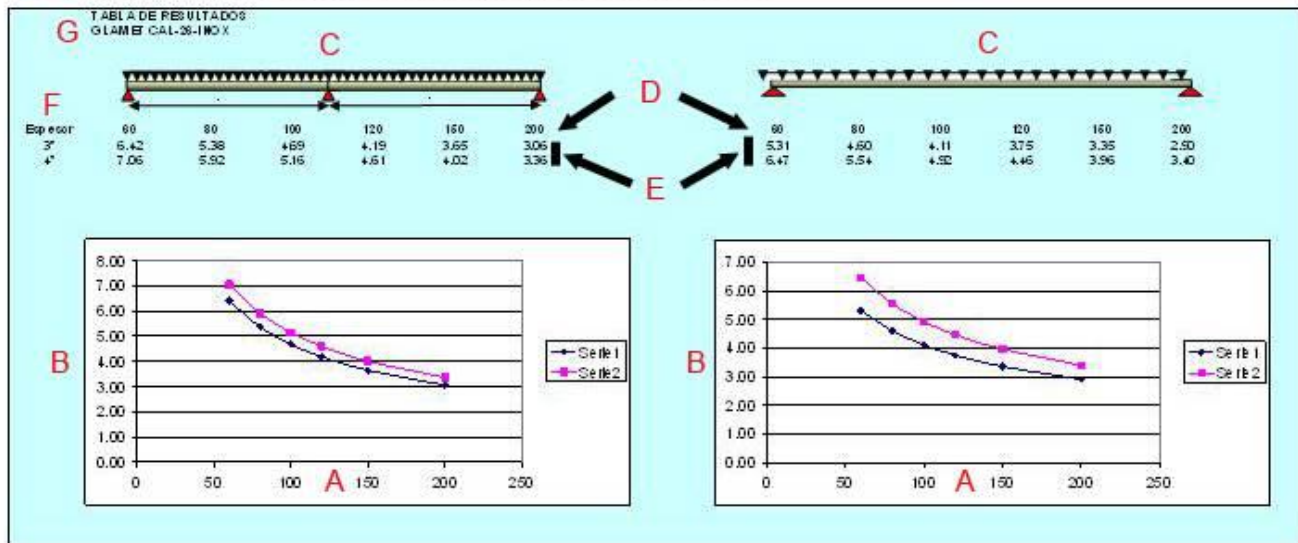 TABLA DE RESULTADOS
G GLAMET CAL-26-INOX
C C
D
F
Espesor 60 80 100 120 150 200 60 80 100 120 150 200
3" 6.42 5.38 4.69 4.19 3.65 3.06 5.31 4.60 4.11 3.75 3.35 2.90
4" 7.06 5.92 5.16 4.61 4.02 3.36 6.47 5.54 4.92 4.46 3.96 3.40
E
8.00
7.00
6.00
5.00
4.00
3.00
2.00
1.00
0.00
B
0 50 100 150 200 250
A
Serie1
Serie2
7.00
6.00
5.00
4.00
3.00
2.00
1.00
0.00
B
0 50 100 150 200 250
A
Serie1
Serie2